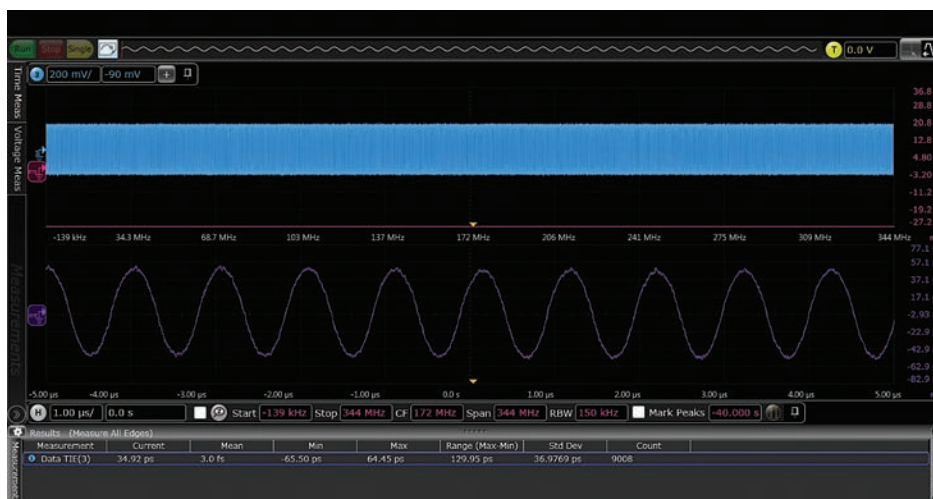 Run Stop Single T 0.0 V
Time Meas
Voltage Meas
Measurements
3 200 mV/ -90 mV +
36.8
28.8
20.8
12.8
4.80
-3.20
-11.2
-19.2
-27.2
-139 kHz 34.3 MHz 68.7 MHz 103 MHz 137 MHz 172 MHz 206 MHz 241 MHz 275 MHz 309 MHz 344 MHz
77.1
57.1
37.1
17.1
-2.93
-22.9
-42.9
-62.9
-82.9
-5.00 µs -4.00 µs -3.00 µs -2.00 µs -1.00 µs 0.0 s 1.00 µs 2.00 µs 3.00 µs 4.00 µs 5.00 µs
H 1.00 µs/ 0.0 s Start -139 kHz Stop 344 MHz CF 172 MHz Span 344 MHz RBW 150 kHz Mark Peaks -40.000 s
Results (Measure All Edges)
Measurement Current Mean Min Max Range (Max-Min) Std Dev Count
Data TIE(3) 34.92 ps 3.0 fs -65.50 ps 64.45 ps 129.95 ps 36.9769 ps 9008
Measurement